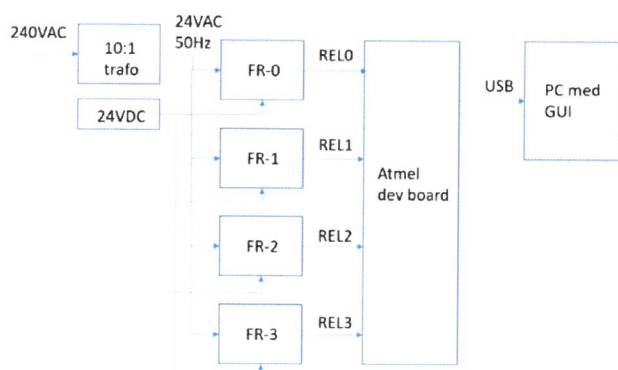 240VAC
10:1
trafo
24VAC
50Hz
24VDC
FR-0
REL0
FR-1
REL1
FR-2
REL2
FR-3
REL3
Atmel
dev board
USB
PC med
GUI